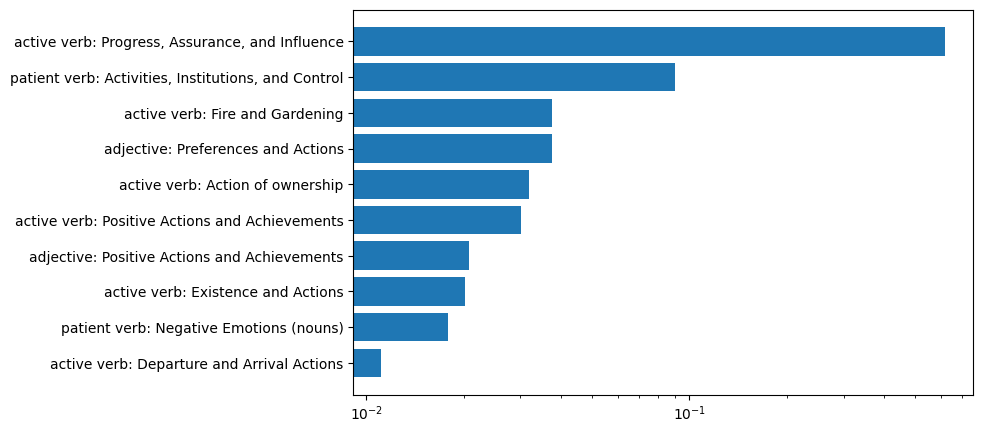 active verb: Progress, Assurance, and Influence
patient verb: Activities, Institutions, and Control
active verb: Fire and Gardening
adjective: Preferences and Actions
active verb: Action of ownership
active verb: Positive Actions and Achievements
adjective: Positive Actions and Achievements
active verb: Existence and Actions
patient verb: Negative Emotions (nouns)
active verb: Departure and Arrival Actions
10⁻² 10⁻¹